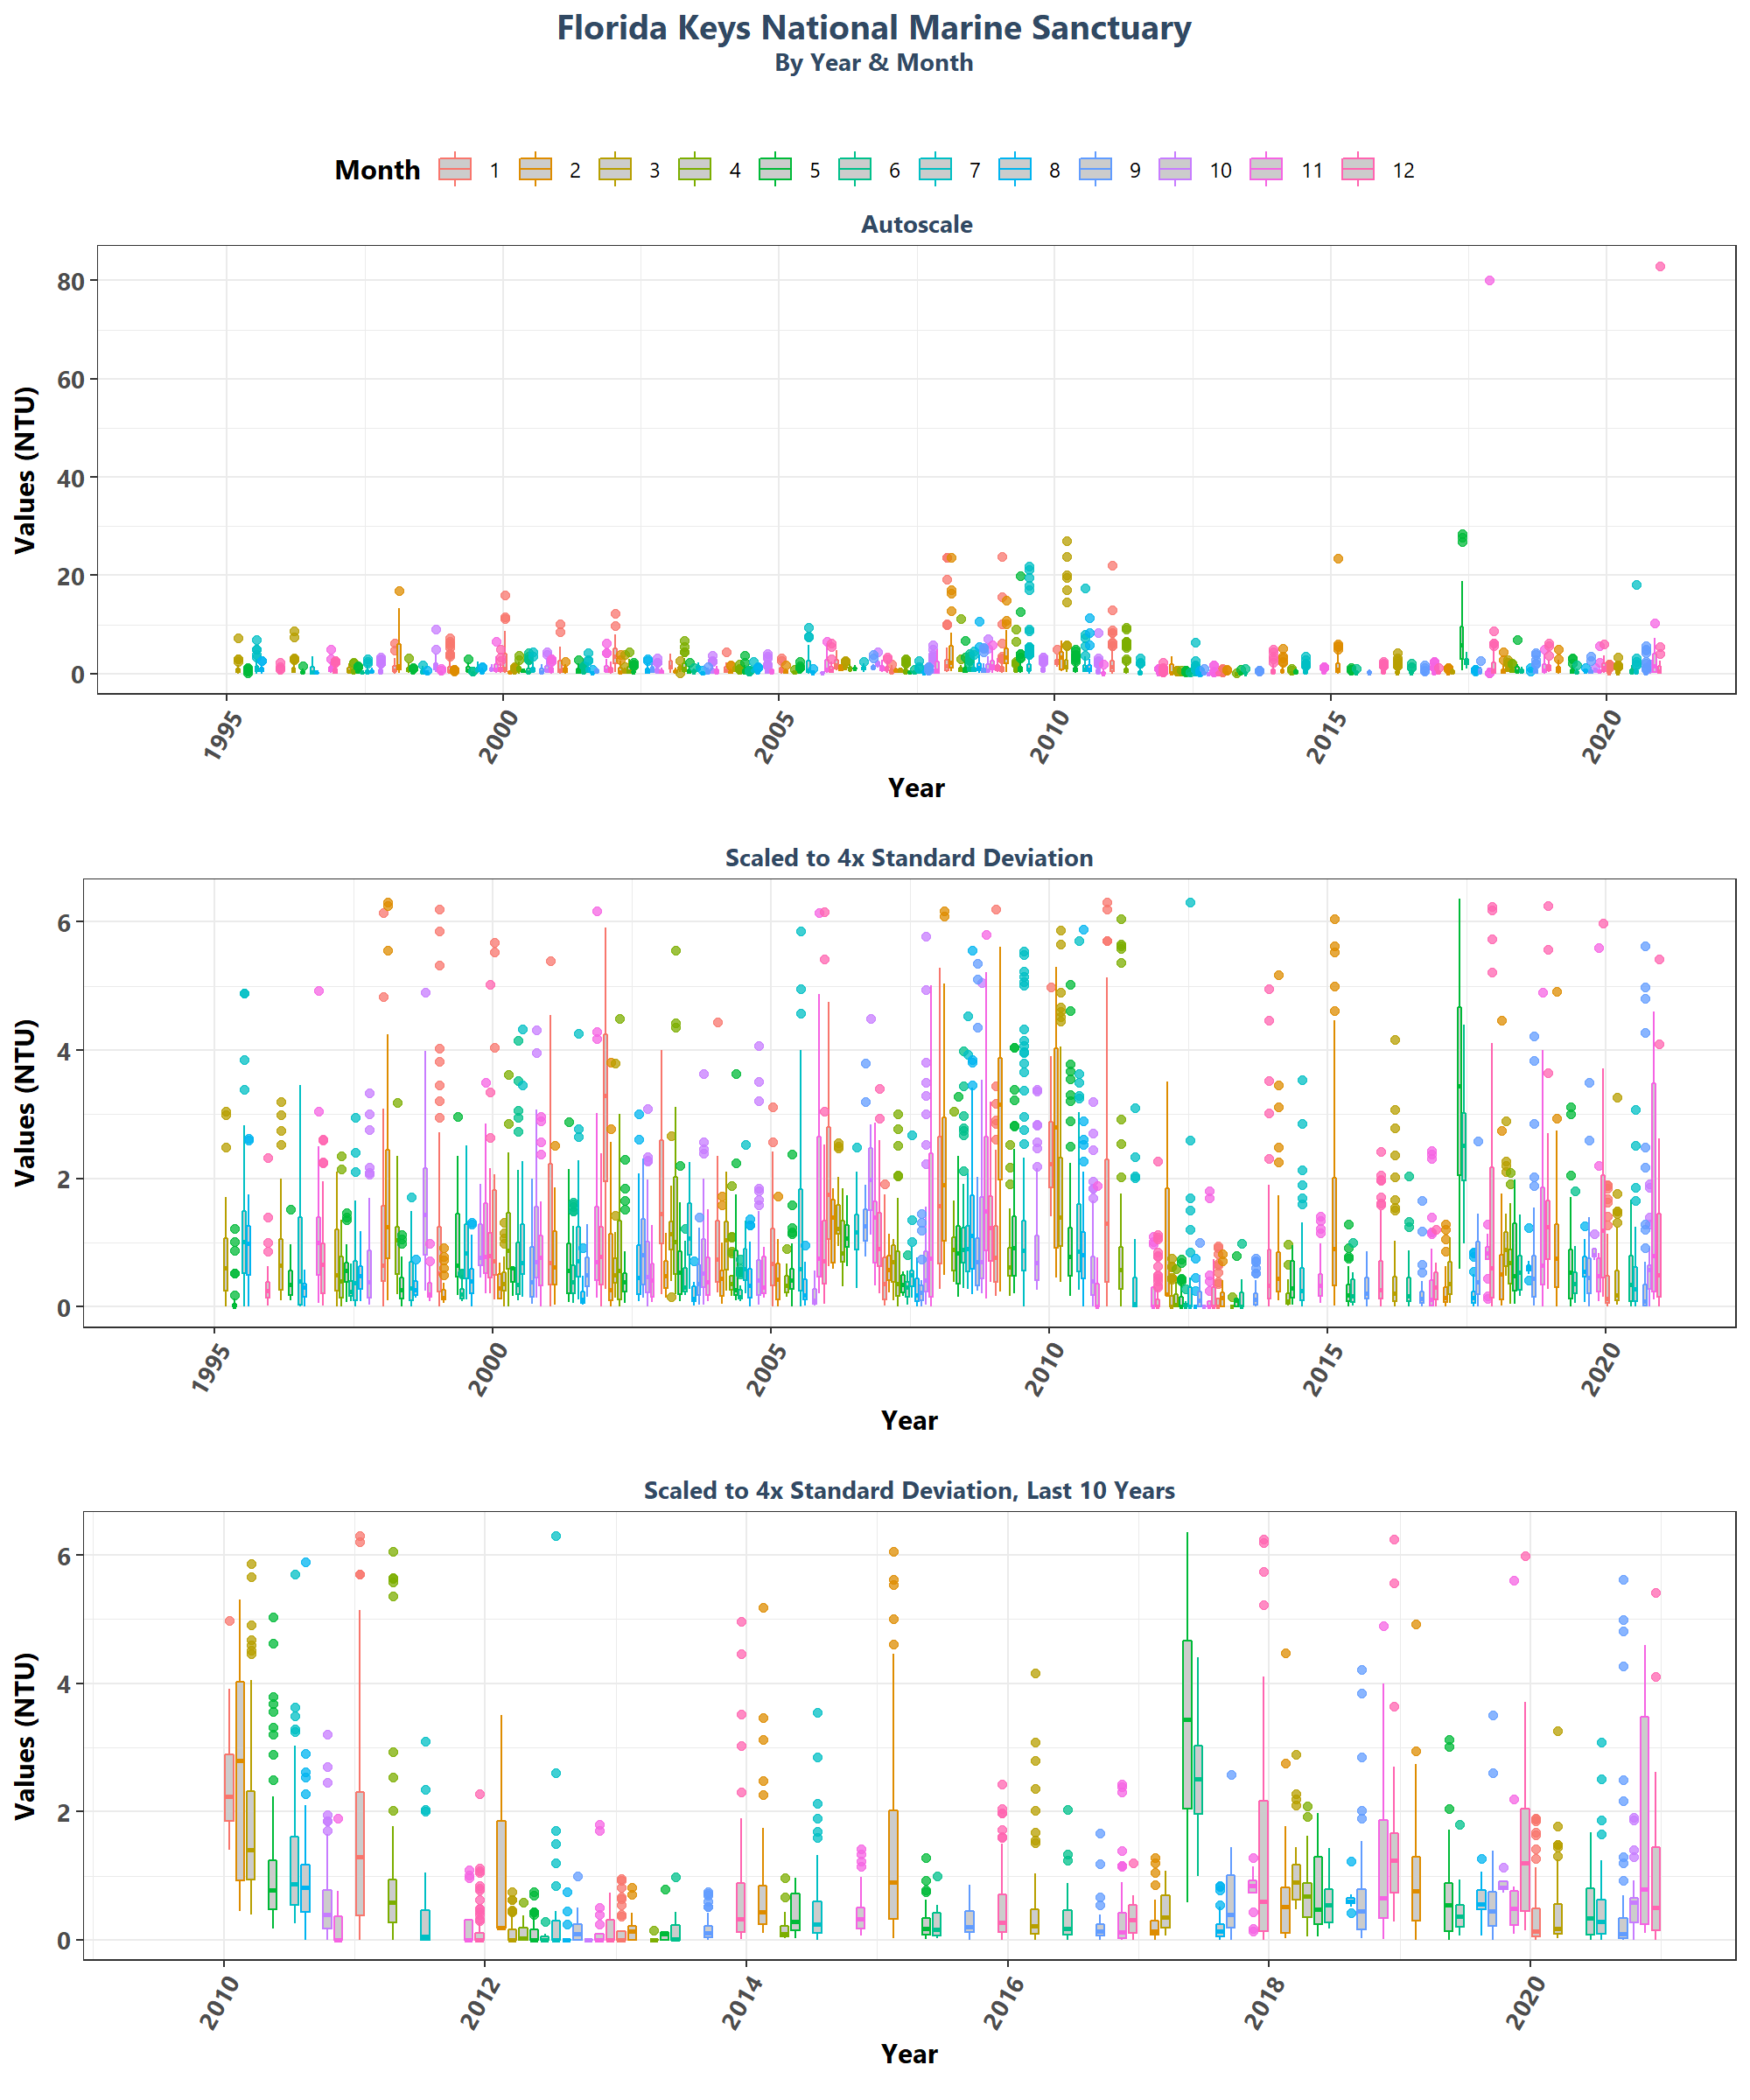 Florida Keys National Marine Sanctuary
By Year & Month
Month 1 2 3 4 5 6 7 8 9 10 11 12
Autoscale
Values (NTU)
80
60
40
20
0
1995 2000 2005 2010 2015 2020
Year
Scaled to 4x Standard Deviation
Values (NTU)
6
4
2
0
1995 2000 2005 2010 2015 2020
Year
Scaled to 4x Standard Deviation, Last 10 Years
Values (NTU)
6
4
2
0
2010 2012 2014 2016 2018 2020
Year